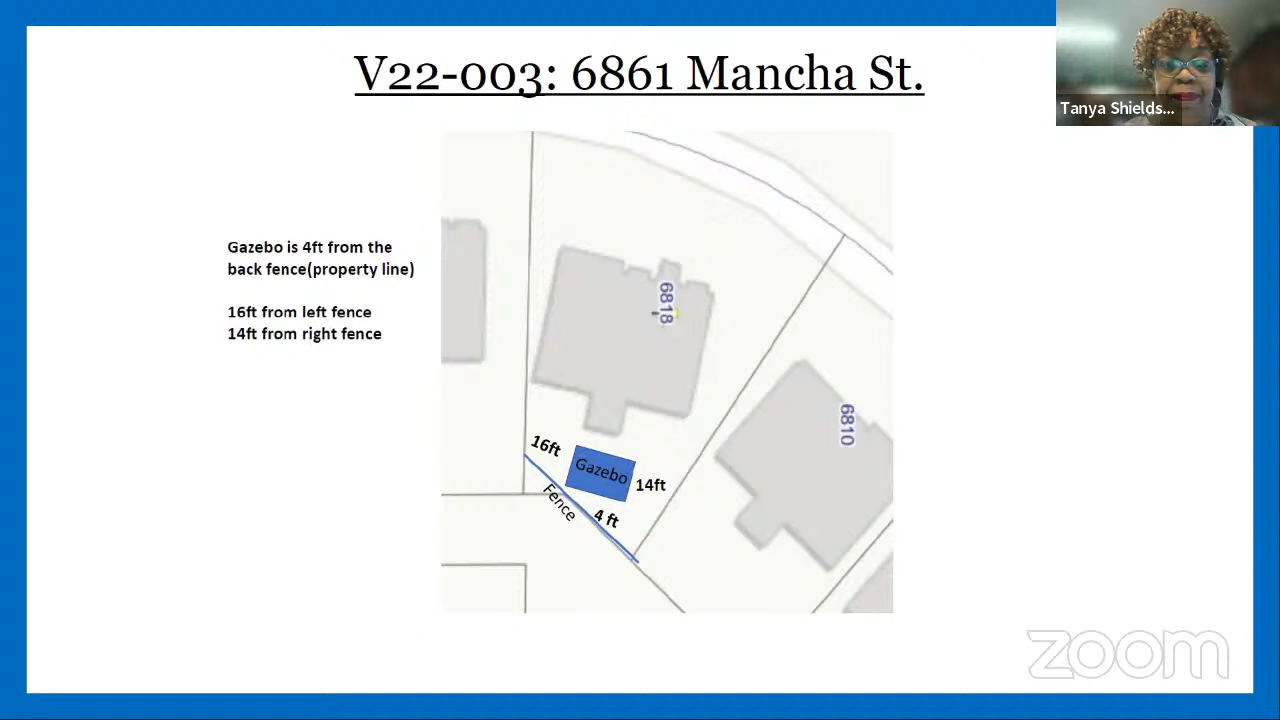 V22-003: 6861 Mancha St.
Tanya Shields...
Gazebo is 4ft from the
back fence(property line)
16ft from left fence
14ft from right fence
6818
6810
16ft
Gazebo
14ft
Fence
4 ft
zoom